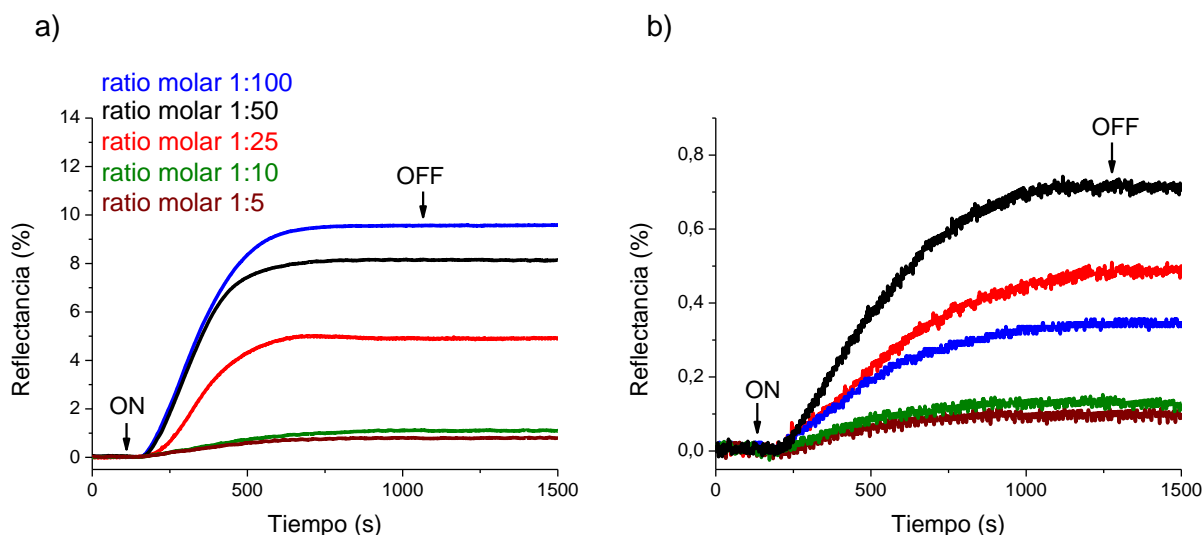 a)
ratio molar 1:100
ratio molar 1:50
ratio molar 1:25
ratio molar 1:10
ratio molar 1:5
14
12
10
8
6
4
2
0
Reflectancia (%)
ON
OFF
0
500
1000
1500
Tiempo (s)
b)
0,8
0,6
0,4
0,2
0,0
Reflectancia (%)
ON
OFF
0
500
1000
1500
Tiempo (s)